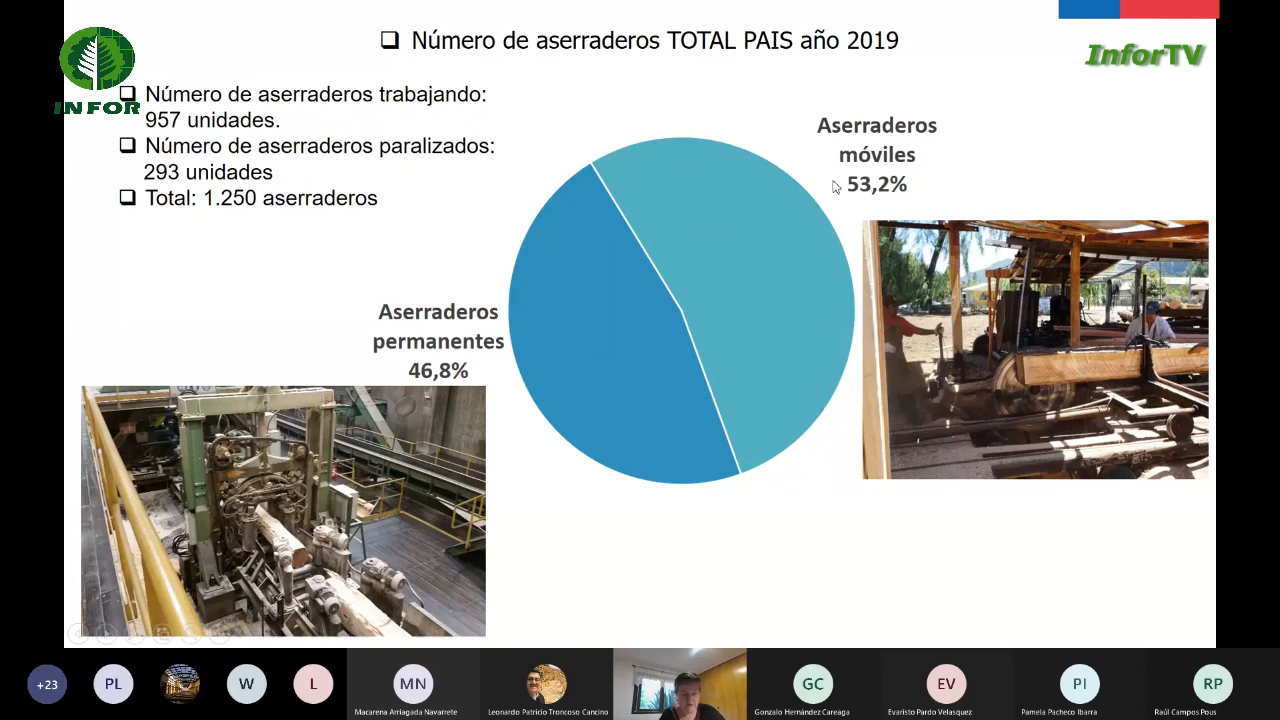 ❑ Número de aserraderos TOTAL PAIS año 2019
INFOR
InforTV
❑ Número de aserraderos trabajando:
957 unidades.
❑ Número de aserraderos paralizados:
293 unidades
❑ Total: 1.250 aserraderos
Aserraderos
móviles
53,2%
Aserraderos
permanentes
46,8%
+23
PL
W
L
MN
GC
EV
PI
RP
Macarena Arriagada Navarrete
Leonardo Patricio Troncoso Cancino
Gonzalo Hernández Careaga
Evaristo Pardo Velasquez
Pamela Pacheco Ibarra
Raúl Campos Pous